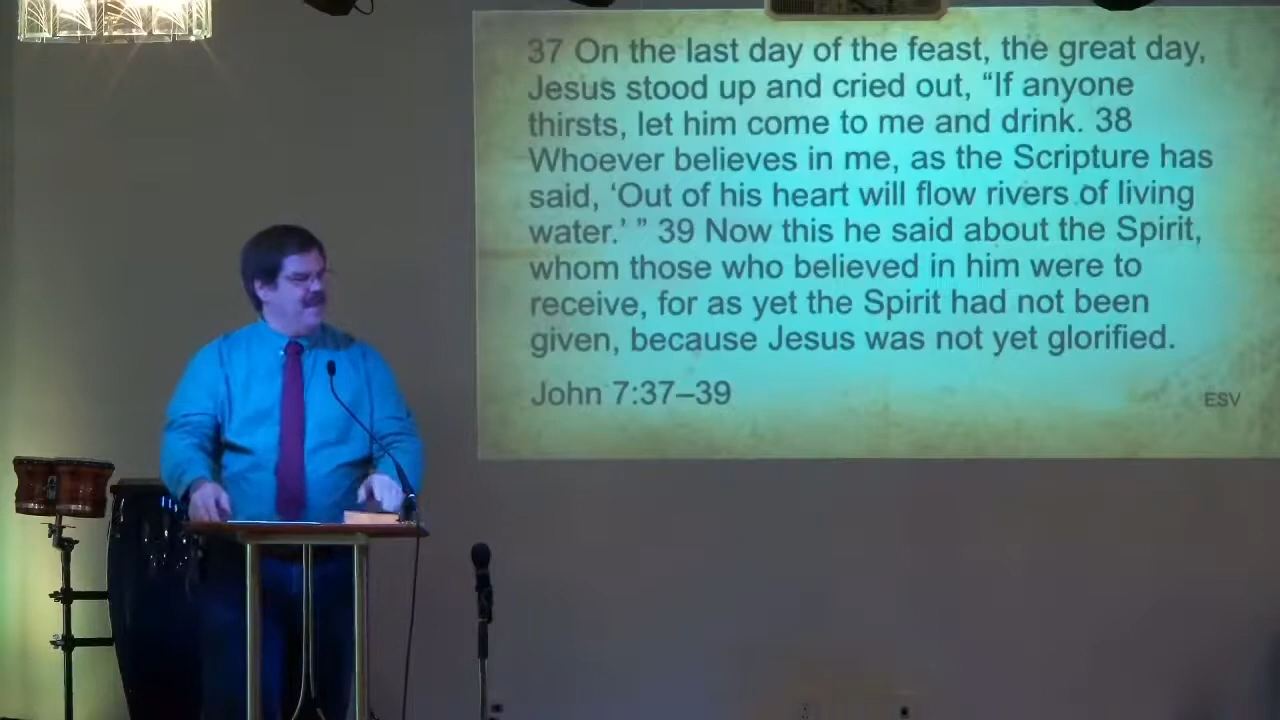 37 On the last day of the feast, the great day,
Jesus stood up and cried out, “If anyone
thirsts, let him come to me and drink. 38
Whoever believes in me, as the Scripture has
said, ‘Out of his heart will flow rivers of living
water.’ ” 39 Now this he said about the Spirit,
whom those who believed in him were to
receive, for as yet the Spirit had not been
given, because Jesus was not yet glorified.
John 7:37–39
ESV